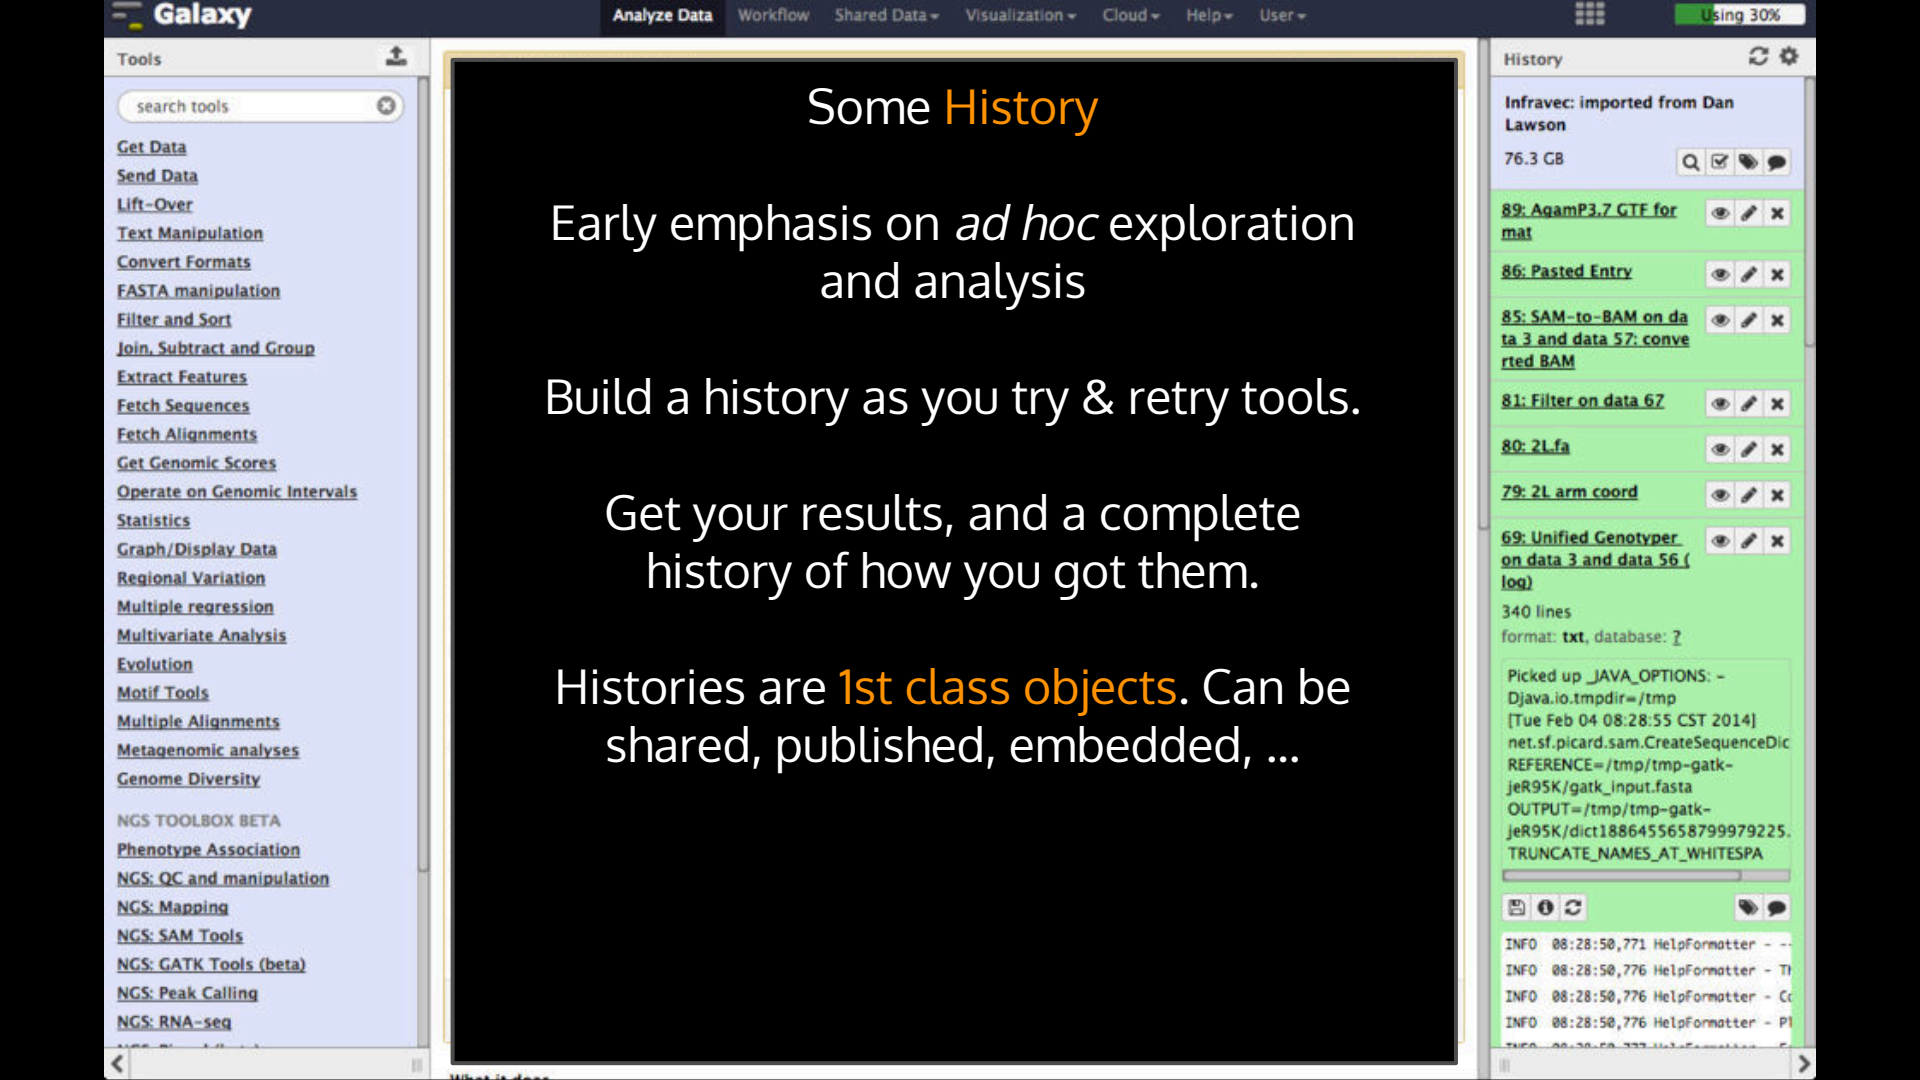 Galaxy
Analyze Data
Workflow
Shared Data
Visualization
Cloud
Help
User
Using 30%
Tools
search tools
Get Data
Send Data
Lift-Over
Text Manipulation
Convert Formats
FASTA manipulation
Filter and Sort
Join, Subtract and Group
Extract Features
Fetch Sequences
Fetch Alignments
Get Genomic Scores
Operate on Genomic Intervals
Statistics
Graph/Display Data
Regional Variation
Multiple regression
Multivariate Analysis
Evolution
Motif Tools
Multiple Alignments
Metagenomic analyses
Genome Diversity
NGS TOOLBOX BETA
Phenotype Association
NGS: QC and manipulation
NGS: Mapping
NGS: SAM Tools
NGS: GATK Tools (beta)
NGS: Peak Calling
NGS: RNA-seq
Some History
Early emphasis on ad hoc exploration
and analysis
Build a history as you try & retry tools.
Get your results, and a complete
history of how you got them.
Histories are 1st class objects. Can be
shared, published, embedded, ...
What it does
History
Infravec: imported from Dan
Lawson
76.3 GB
89: AgamP3.7 GTF for
mat
86: Pasted Entry
85: SAM-to-BAM on da
ta 3 and data 57: conve
rted BAM
81: Filter on data 67
80: 2L.fa
79: 2L arm coord
69: Unified Genotyper
on data 3 and data 56 (
log)
340 lines
format: txt, database: ?
Picked up _JAVA_OPTIONS: -
Djava.io.tmpdir=/tmp
[Tue Feb 04 08:28:55 CST 2014]
net.sf.picard.sam.CreateSequenceDic
REFERENCE=/tmp/tmp-gatk-
jeR95K/gatk_input.fasta
OUTPUT=/tmp/tmp-gatk-
jeR95K/dict1886455658799979225.
TRUNCATE_NAMES_AT_WHITESPA
INFO 08:28:50,771 HelpFormatter - --
INFO 08:28:50,776 HelpFormatter - Th
INFO 08:28:50,776 HelpFormatter - Co
INFO 08:28:50,776 HelpFormatter - Pl